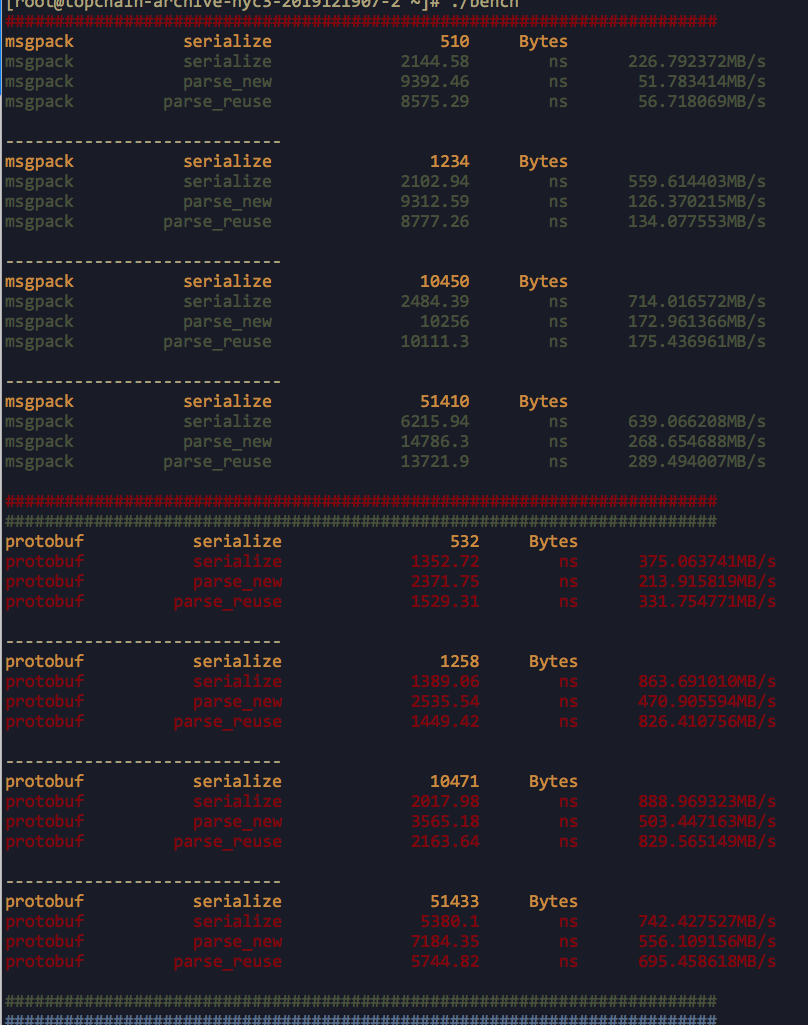 [root@topchain-archive-nyc3-2019121907-2 ~]# ./bench
########################################################################
msgpack serialize 510 Bytes
msgpack serialize 2144.58 ns 226.792372MB/s
msgpack parse_new 9392.46 ns 51.783414MB/s
msgpack parse_reuse 8575.29 ns 56.718069MB/s
----------------------------
msgpack serialize 1234 Bytes
msgpack serialize 2102.94 ns 559.614403MB/s
msgpack parse_new 9312.59 ns 126.370215MB/s
msgpack parse_reuse 8777.26 ns 134.077553MB/s
----------------------------
msgpack serialize 10450 Bytes
msgpack serialize 2484.39 ns 714.016572MB/s
msgpack parse_new 10256 ns 172.961366MB/s
msgpack parse_reuse 10111.3 ns 175.436961MB/s
----------------------------
msgpack serialize 51410 Bytes
msgpack serialize 6215.94 ns 639.066208MB/s
msgpack parse_new 14786.3 ns 268.654688MB/s
msgpack parse_reuse 13721.9 ns 289.494007MB/s
########################################################################
########################################################################
protobuf serialize 532 Bytes
protobuf serialize 1352.72 ns 375.063741MB/s
protobuf parse_new 2371.75 ns 213.915819MB/s
protobuf parse_reuse 1529.31 ns 331.754771MB/s
----------------------------
protobuf serialize 1258 Bytes
protobuf serialize 1389.06 ns 863.691010MB/s
protobuf parse_new 2535.54 ns 470.905594MB/s
protobuf parse_reuse 1449.42 ns 826.410756MB/s
----------------------------
protobuf serialize 10471 Bytes
protobuf serialize 2017.98 ns 888.969323MB/s
protobuf parse_new 3565.18 ns 503.447163MB/s
protobuf parse_reuse 2163.64 ns 829.565149MB/s
----------------------------
protobuf serialize 51433 Bytes
protobuf serialize 5380.1 ns 742.427527MB/s
protobuf parse_new 7184.35 ns 556.109156MB/s
protobuf parse_reuse 5744.82 ns 695.458618MB/s
########################################################################
########################################################################